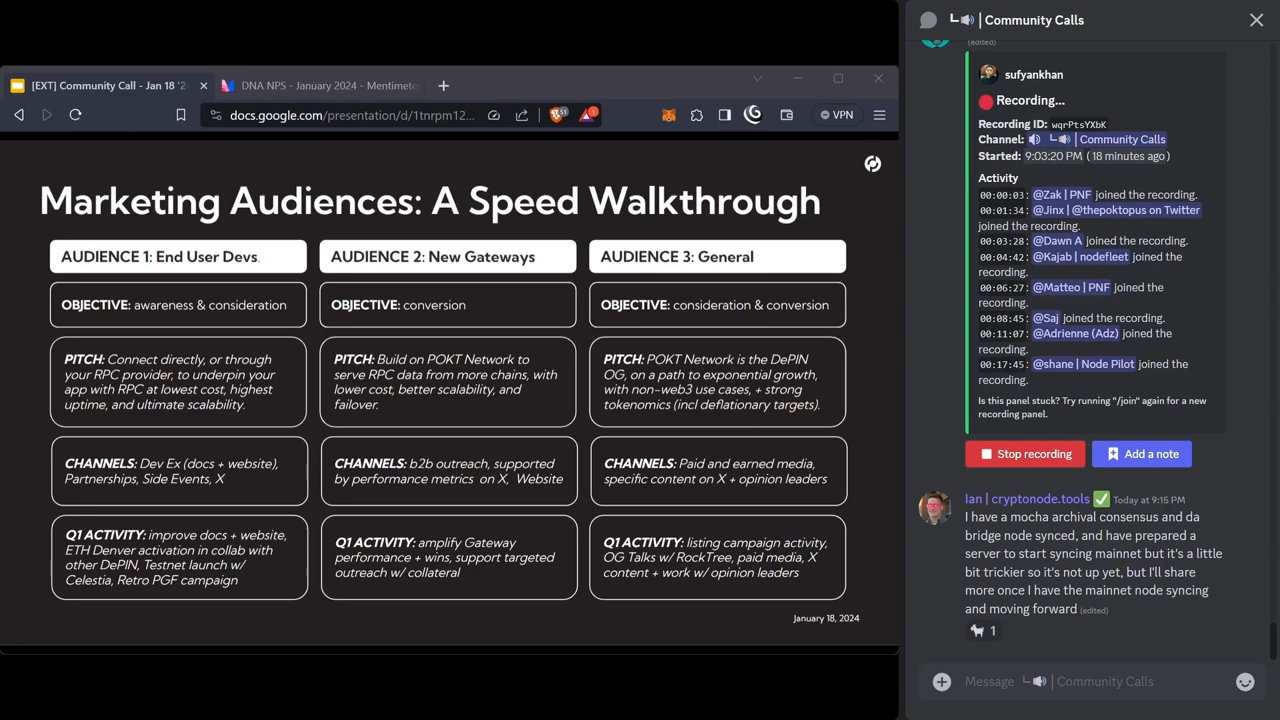 [EXT] Community Call - Jan 18 '2
DNA NPS - January 2024 - Mentimete
docs.google.com/presentation/d/1tnrpm12...
51
1
VPN
Marketing Audiences: A Speed Walkthrough
AUDIENCE 1: End User Devs.
OBJECTIVE: awareness & consideration
PITCH: Connect directly, or through
your RPC provider, to underpin your
app with RPC at lowest cost, highest
uptime, and ultimate scalability.
CHANNELS: Dev Ex (docs + website),
Partnerships, Side Events, X
Q1 ACTIVITY: improve docs + website,
ETH Denver activation in collab with
other DePIN, Testnet launch w/
Celestia, Retro PGF campaign
AUDIENCE 2: New Gateways
OBJECTIVE: conversion
PITCH: Build on POKT Network to
serve RPC data from more chains, with
lower cost, better scalability, and
failover.
CHANNELS: b2b outreach, supported
by performance metrics on X, Website
Q1 ACTIVITY: amplify Gateway
performance + wins, support targeted
outreach w/ collateral
AUDIENCE 3: General
OBJECTIVE: consideration & conversion
PITCH: POKT Network is the DePIN
OG, on a path to exponential growth,
with non-web3 use cases, + strong
tokenomics (incl deflationary targets).
CHANNELS: Paid and earned media,
specific content on X + opinion leaders
Q1 ACTIVITY: listing campaign activity,
OG Talks w/ RockTree, paid media, X
content + work w/ opinion leaders
January 18, 2024
| Community Calls
(edited)
sufyankhan
Recording...
Recording ID: wqrPtsYXbK
Channel: | Community Calls
Started: 9:03:20 PM (18 minutes ago)
Activity
00:00:03: @Zak | PNF joined the recording.
00:01:34: @Jinx | @thepoktopus on Twitter
joined the recording.
00:03:28: @Dawn A joined the recording.
00:04:42: @Kajab | nodefleet joined the
recording.
00:06:27: @Matteo | PNF joined the
recording.
00:08:45: @Saj joined the recording.
00:11:07: @Adrienne (Adz) joined the
recording.
00:17:45: @shane | Node Pilot joined the
recording.
Is this panel stuck? Try running "/join" again for a new
recording panel.
Stop recording
Add a note
Ian | cryptonode.tools Today at 9:15 PM
I have a mocha archival consensus and da
bridge node synced, and have prepared a
server to start syncing mainnet but it's a little
bit trickier so it's not up yet, but I'll share
more once I have the mainnet node syncing
and moving forward (edited)
1
Message | Community Calls